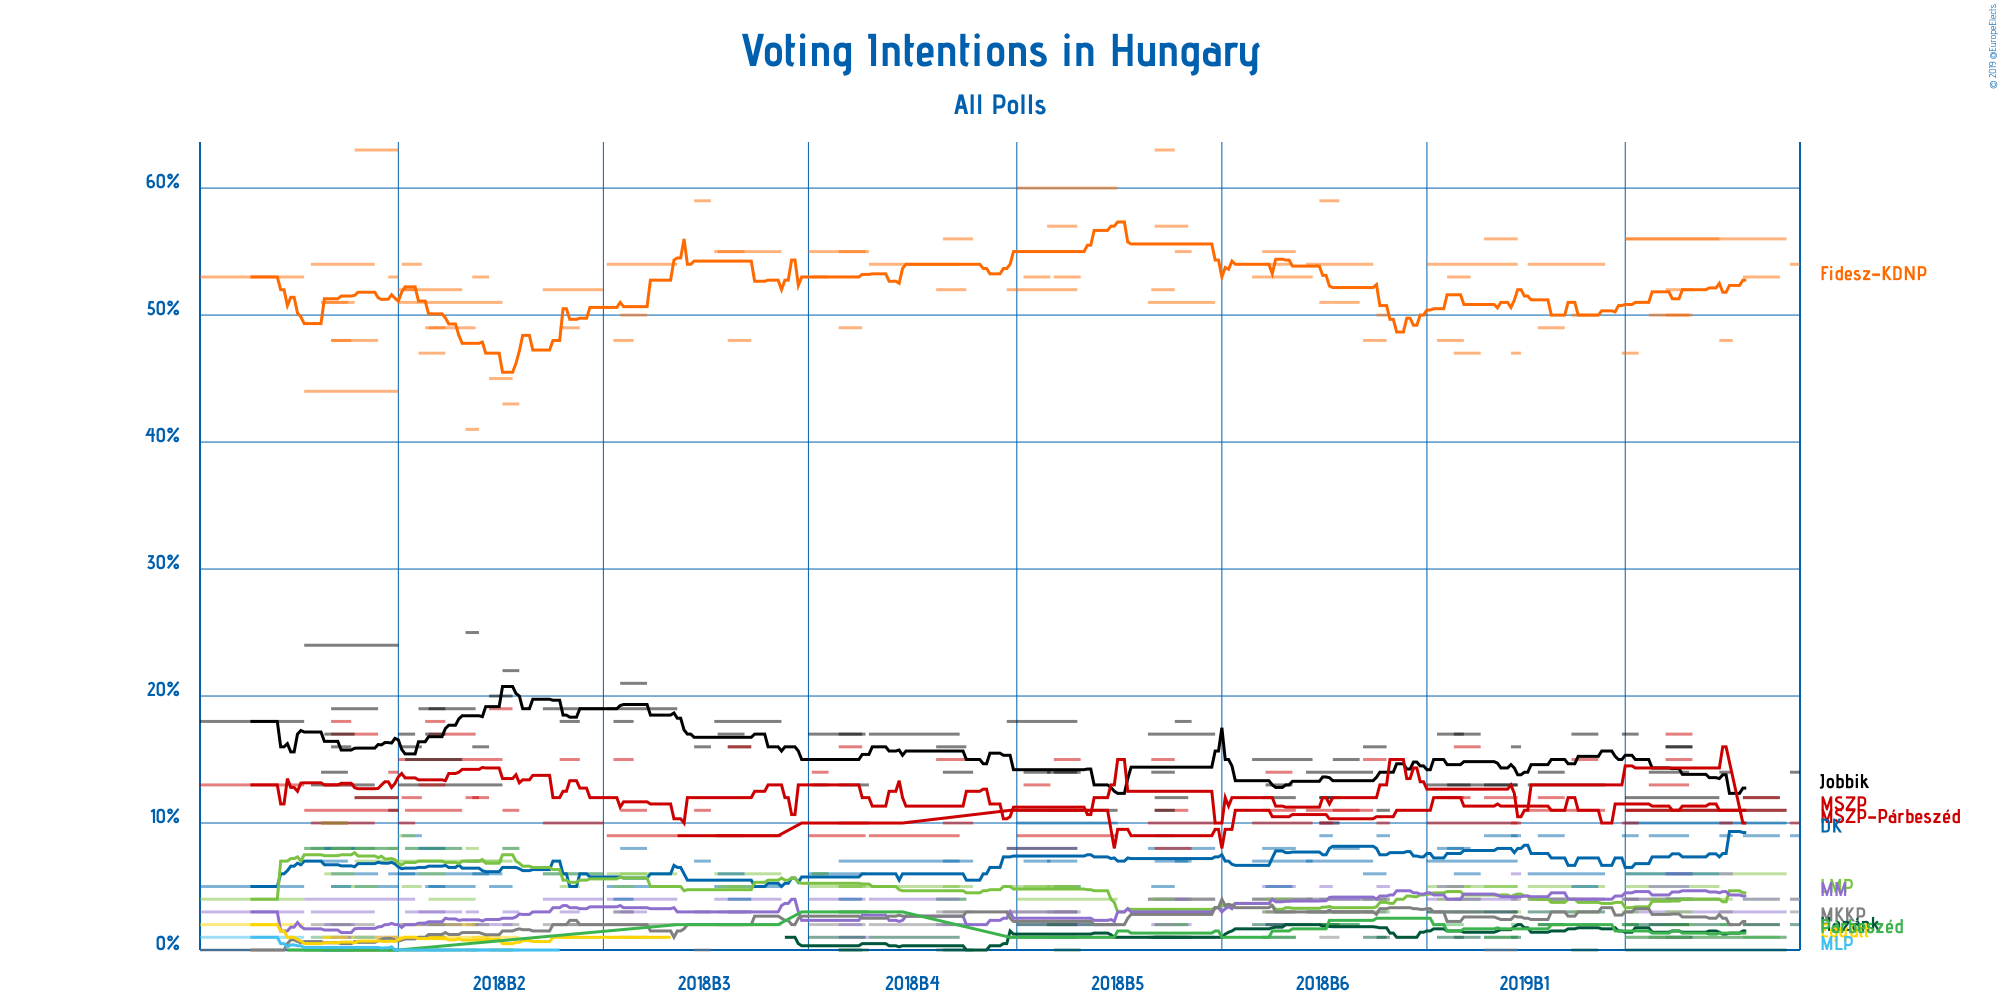 © 2019 @EuropeElects
Voting Intentions in Hungary
All Polls
60%
50%
40%
30%
20%
10%
0%
Fidesz-KDNP
Jobbik
MSZP
MSZP-Párbeszéd
DK
LMP
MM
MKKP
Párbeszéd
MLP
2018B2
2018B3
2018B4
2018B5
2018B6
2019B1